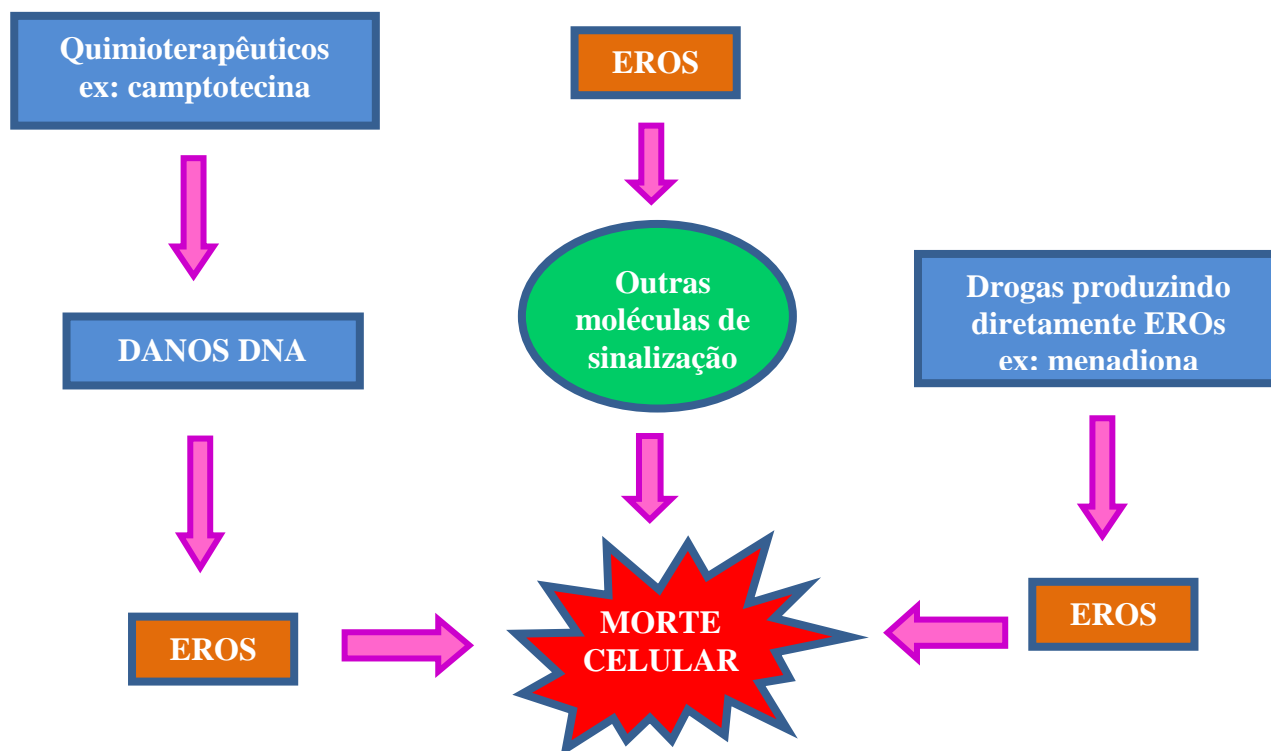 Quimioterapêuticos
ex: camptotecina
EROS
Outras
moléculas de
sinalização
Drogas produzindo
diretamente EROs
ex: menadiona
DANOS DNA
EROS
MORTE
CELULAR
EROS